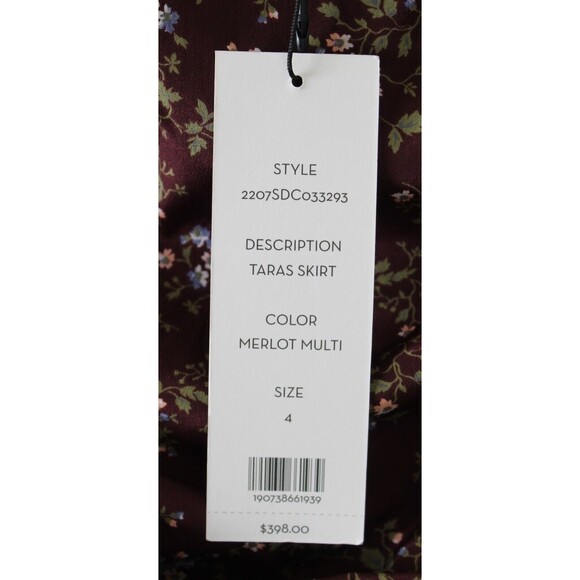 STYLE
2207SDC033293
DESCRIPTION
TARAS SKIRT
COLOR
MERLOT MULTI
SIZE
4
190738661939
$398.00